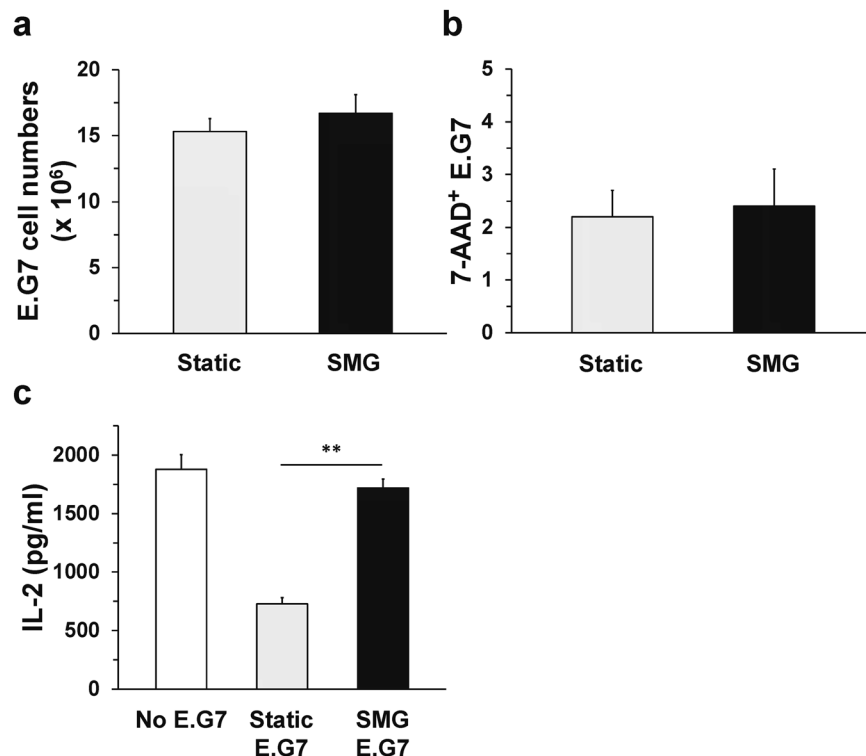 a
E.G7 cell numbers
(x 10⁶)
20
15
10
5
0
Static
SMG
b
7-AAD⁺ E.G7
5
4
3
2
1
0
Static
SMG
c
IL-2 (pg/ml)
2000
1500
1000
500
0
**
No E.G7
Static
E.G7
SMG
E.G7